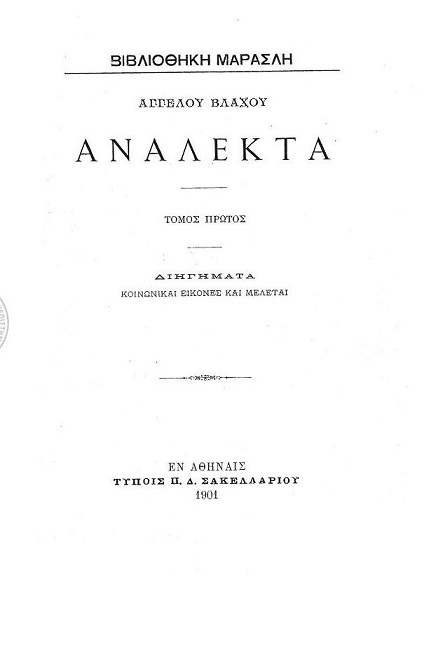 ΒΙΒΛΙΟΘΗΚΗ ΜΑΡΑΣΛΗ
ΑΓΓΕΛΟΥ ΒΛΑΧΟΥ
ΑΝΑΛΕΚΤΑ
ΤΟΜΟΣ ΠΡΩΤΟΣ
ΔΙΗΓΗΜΑΤΑ
ΚΟΙΝΩΝΙΚΑΙ ΕΙΚΟΝΕΣ ΚΑΙ ΜΕΛΕΤΑΙ
ΕΝ ΑΘΗΝΑΙΣ
ΤΥΠΟΙΣ Π. Δ. ΣΑΚΕΛΛΑΡΙΟΥ
1901